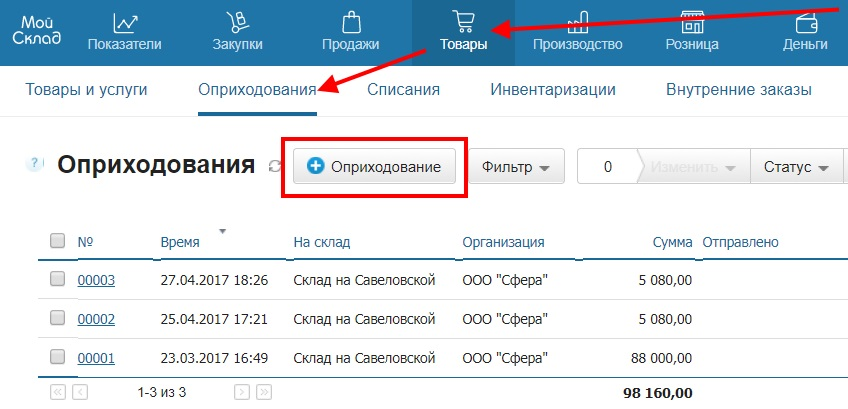 Мой
Склад
Показатели Закупки Продажи Товары Производство Розница Деньги
Товары и услуги Оприходования Списания Инвентаризации Внутренние заказы
? Оприходования Оприходование Фильтр 0 Изменить Статус
№ Время На склад Организация Сумма Отправлено
00003 27.04.2017 18:26 Склад на Савеловской ООО "Сфера" 5 080,00
00002 25.04.2017 17:21 Склад на Савеловской ООО "Сфера" 5 080,00
00001 23.03.2017 16:49 Склад на Савеловской ООО "Сфера" 88 000,00
1-3 из 3 98 160,00